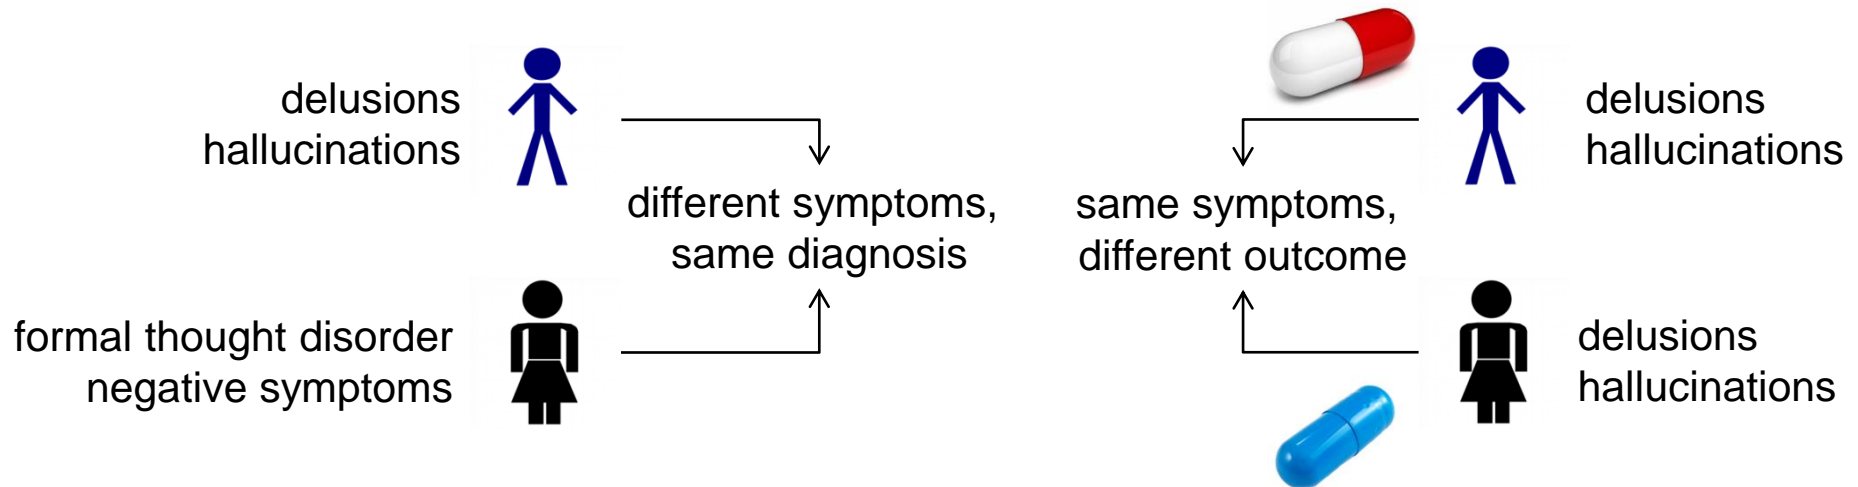 delusions
hallucinations
formal thought disorder
negative symptoms
different symptoms,
same diagnosis
same symptoms,
different outcome
delusions
hallucinations
delusions
hallucinations